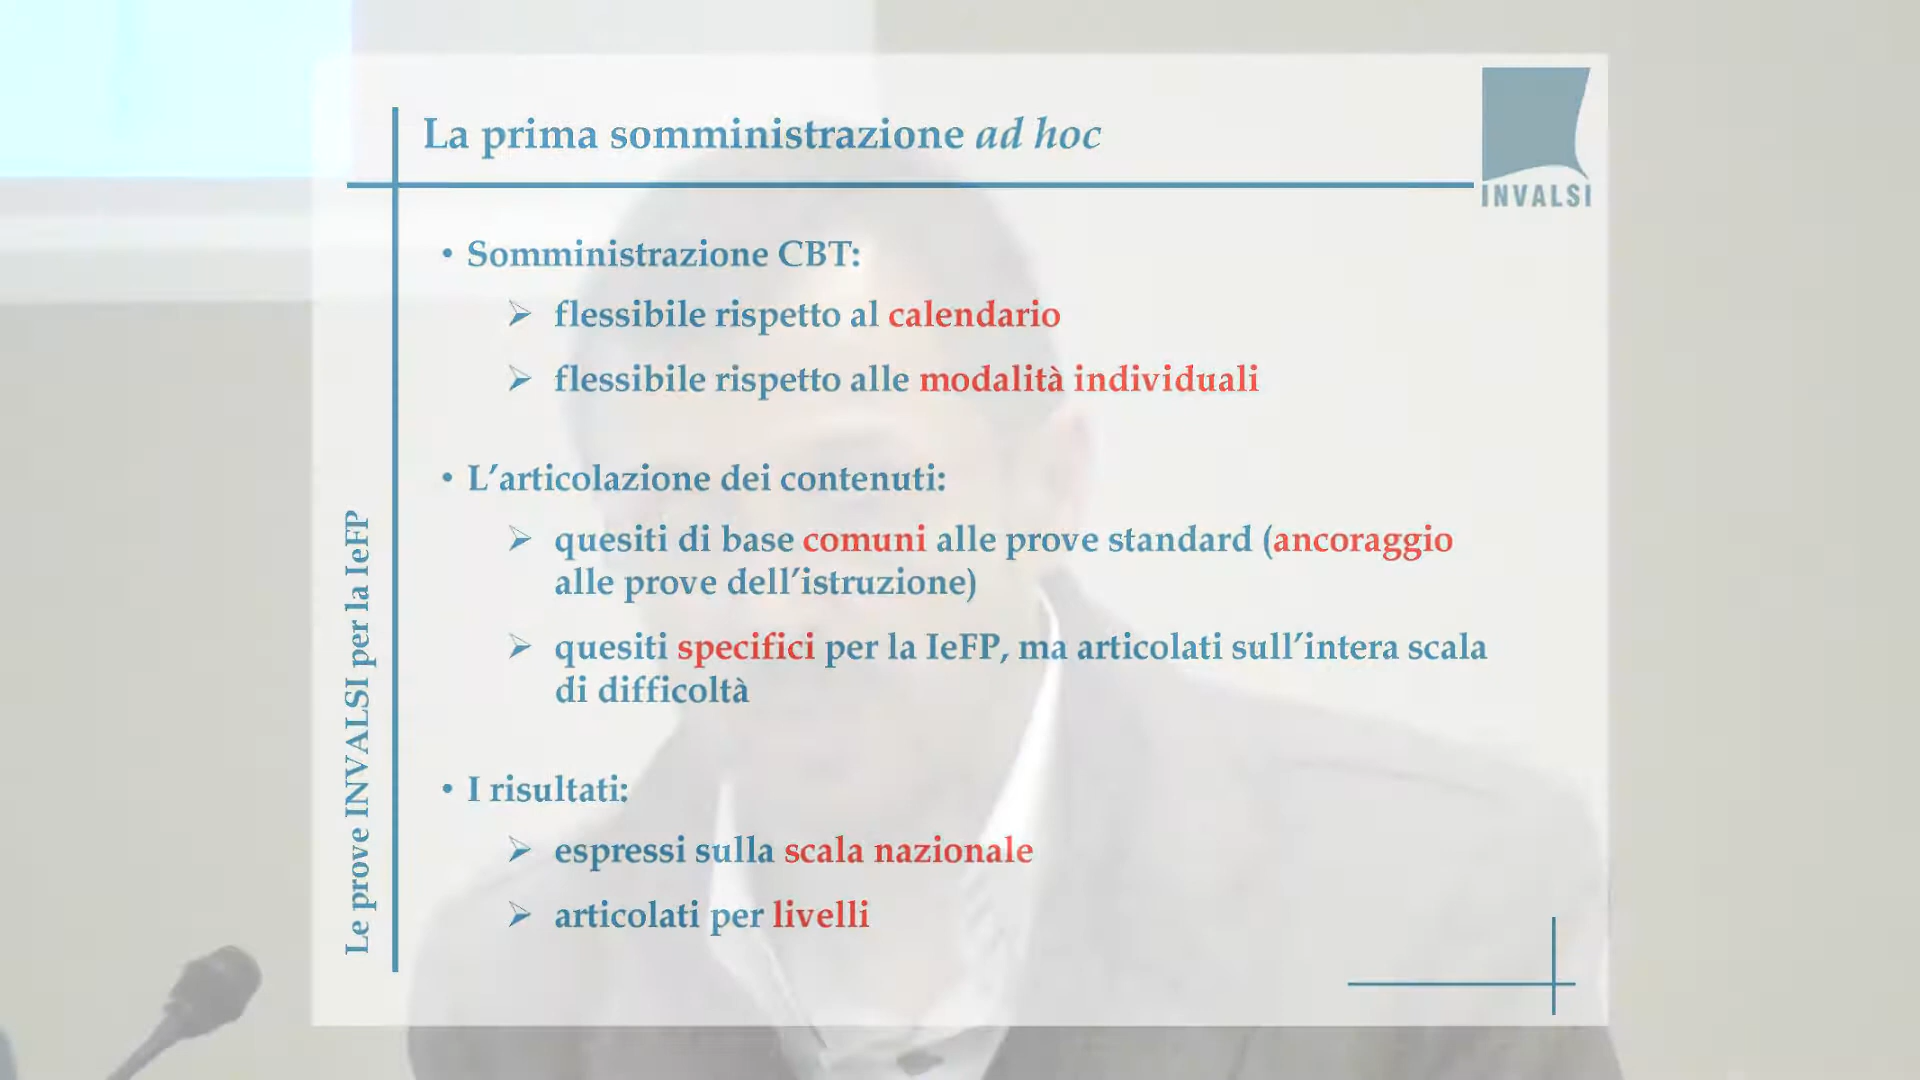 La prima somministrazione ad hoc
INVALSI
• Somministrazione CBT:
➢ flessibile rispetto al calendario
➢ flessibile rispetto alle modalità individuali
• L’articolazione dei contenuti:
➢ quesiti di base comuni alle prove standard (ancoraggio
alle prove dell’istruzione)
➢ quesiti specifici per la IeFP, ma articolati sull’intera scala
di difficoltà
• I risultati:
➢ espressi sulla scala nazionale
➢ articolati per livelli
Le prove INVALSI per la IeFP